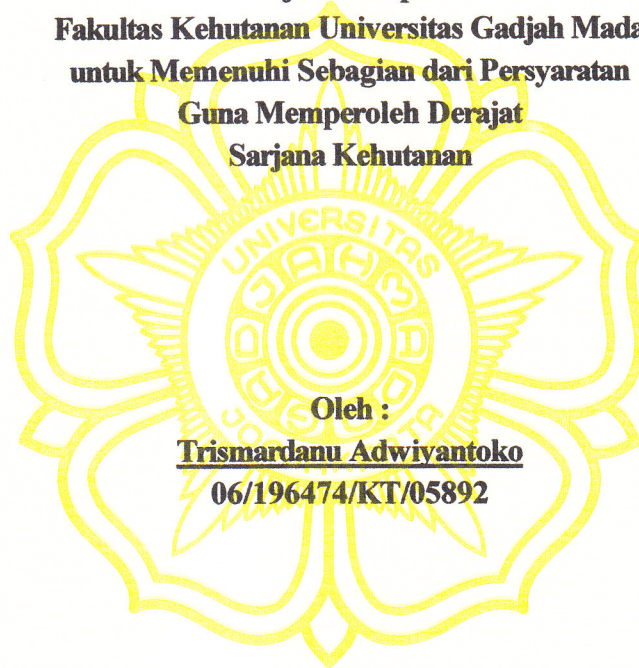 Fakultas Kehutanan Universitas Gadjah Mada
untuk Memenuhi Sebagian dari Persyaratan
Guna Memperoleh Derajat
Sarjana Kehutanan
UNIVERSITAS
GADJAH MADA
Oleh :
Trismardanu Adwiyantoko
06/196474/KT/05892